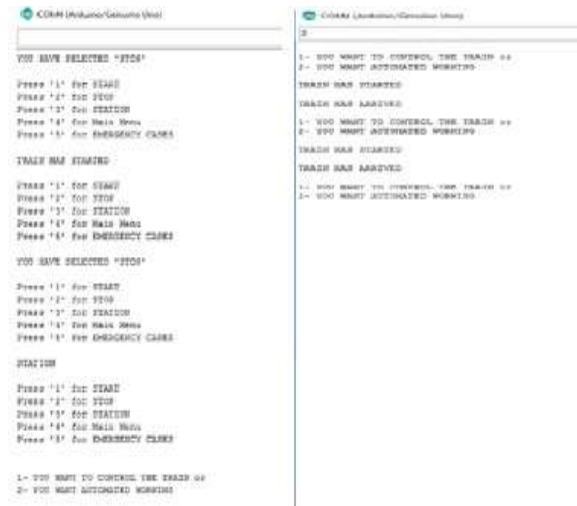 (Arduino/Genuino Uno)
YOU HAVE SELECTED "STOP"
Press '1' for START
Press '2' for STOP
Press '3' for STATION
Press '4' for Main Menu
Press '5' for EMERGENCY CASES
TRAIN HAS STARTED
Press '1' for START
Press '2' for STOP
Press '3' for STATION
Press '4' for Main Menu
Press '5' for EMERGENCY CASES
YOU HAVE SELECTED "STOP"
Press '1' for START
Press '2' for STOP
Press '3' for STATION
Press '4' for Main Menu
Press '5' for EMERGENCY CASES
STATION
Press '1' for START
Press '2' for STOP
Press '3' for STATION
Press '4' for Main Menu
Press '5' for EMERGENCY CASES
1- YOU WANT TO CONTROL THE TRAIN or
2- YOU WANT AUTOMATED WORKING
(Arduino/Genuino Uno)
1- YOU WANT TO CONTROL THE TRAIN or
2- YOU WANT AUTOMATED WORKING
TRAIN HAS STARTED
TRAIN HAS ARRIVED
1- YOU WANT TO CONTROL THE TRAIN or
2- YOU WANT AUTOMATED WORKING
TRAIN HAS STARTED
TRAIN HAS ARRIVED
1- YOU WANT TO CONTROL THE TRAIN or
2- YOU WANT AUTOMATED WORKING